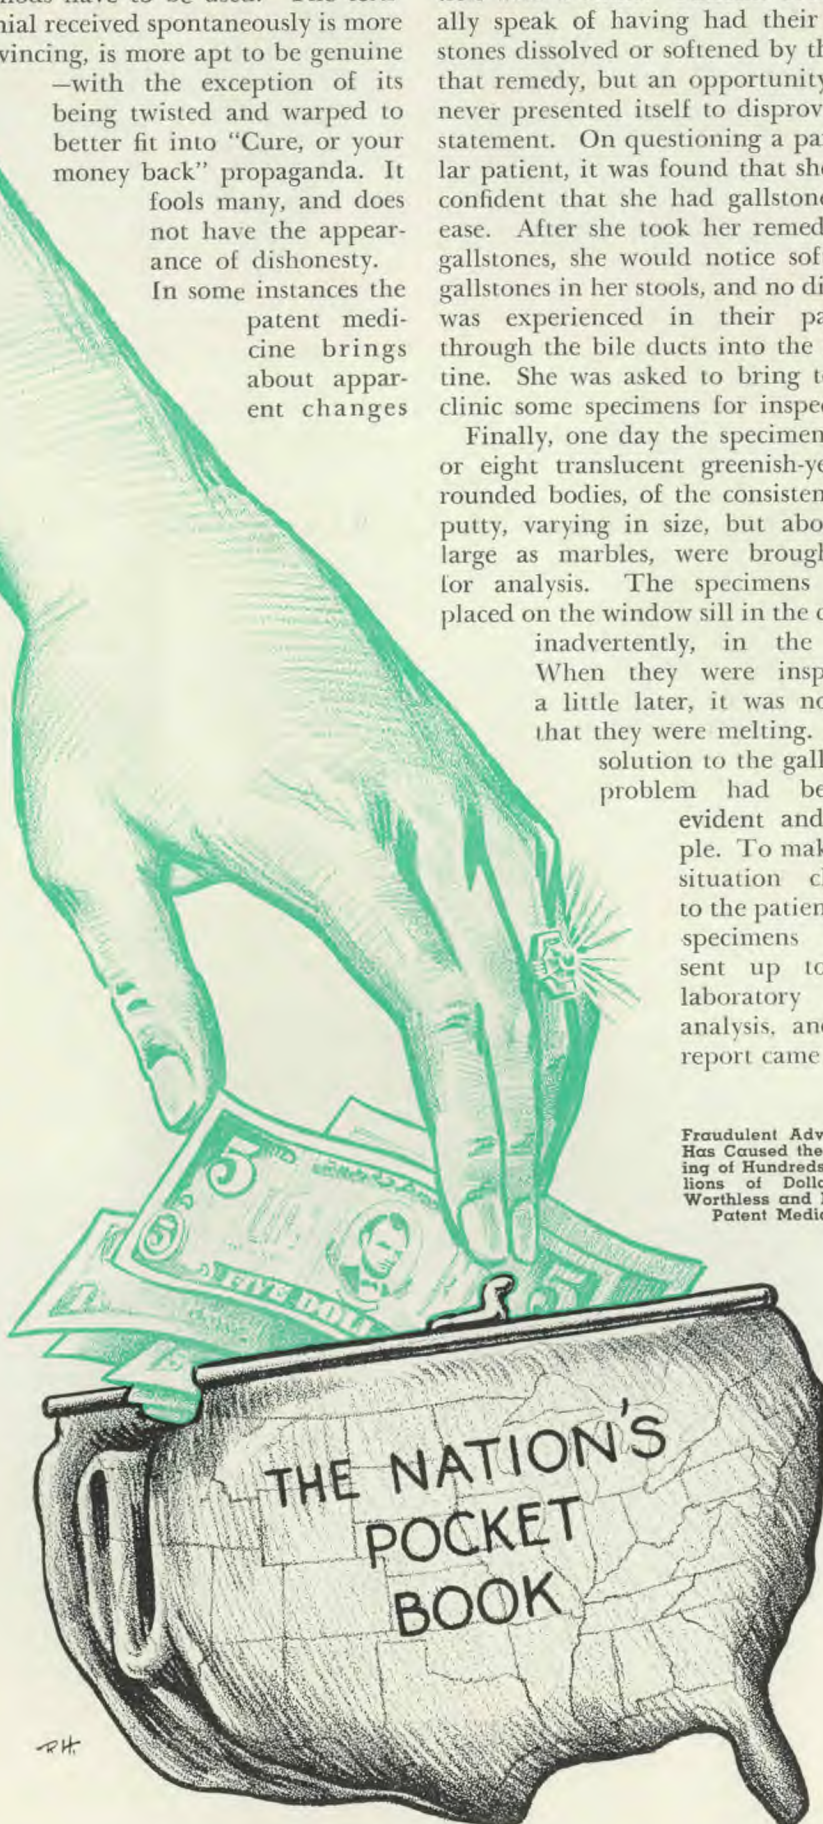 nial received spontaneously is more
vincing, is more apt to be genuine
—with the exception of its
being twisted and warped to
better fit into "Cure, or your
money back" propaganda. It
fools many, and does
not have the appear-
ance of dishonesty.
In some instances the
patent medi-
cine brings
about appar-
ent changes
ally speak of having had their
stones dissolved or softened by th
that remedy, but an opportunity
never presented itself to disprov
statement. On questioning a pa
lar patient, it was found that she
confident that she had gallstone
ease. After she took her remed
gallstones, she would notice sof
gallstones in her stools, and no di
was experienced in their pa
through the bile ducts into the
tine. She was asked to bring t
clinic some specimens for inspe
Finally, one day the specimen
or eight translucent greenish-ye
rounded bodies, of the consisten
putty, varying in size, but abo
large as marbles, were brough
for analysis. The specimens
placed on the window sill in the c
inadvertently, in the
When they were insp
a little later, it was no
that they were melting.
solution to the gall
problem had be
evident and
ple. To mak
situation c
to the patien
specimens
sent up to
laboratory
analysis, an
report came
Fraudulent Adv
Has Caused the
ing of Hundreds
lions of Dolla
Worthless and
Patent Medic
5
5
FIVE DOLL
5
THE NATION'S
POCKET
BOOK
RH.